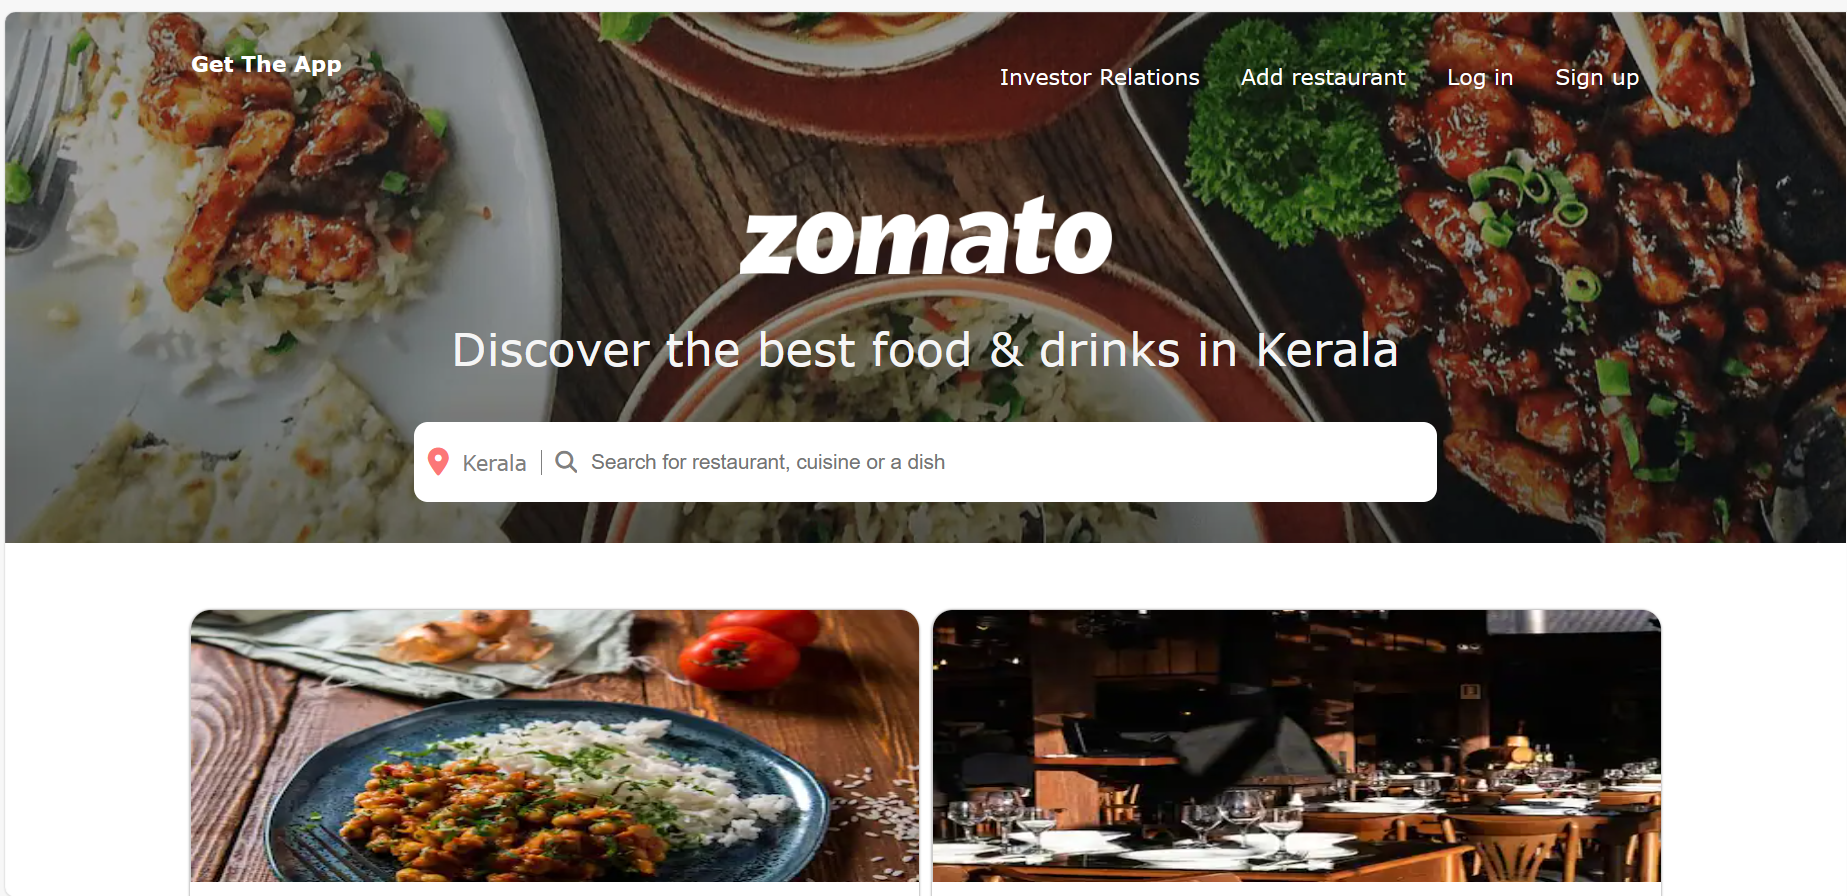 Get The App
Investor Relations Add restaurant Log in Sign up
zomato
Discover the best food & drinks in Kerala
Kerala Search for restaurant, cuisine or a dish